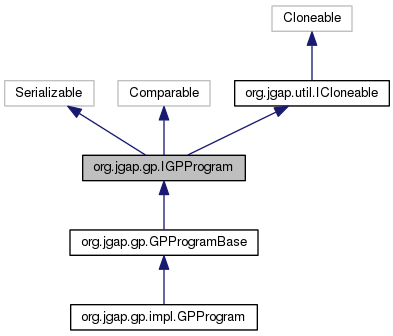 Cloneable
Serializable
Comparable
org.jgap.util.ICloneable
org.jgap.gp.IGPProgram
org.jgap.gp.GPProgramBase
org.jgap.gp.impl.GPProgram